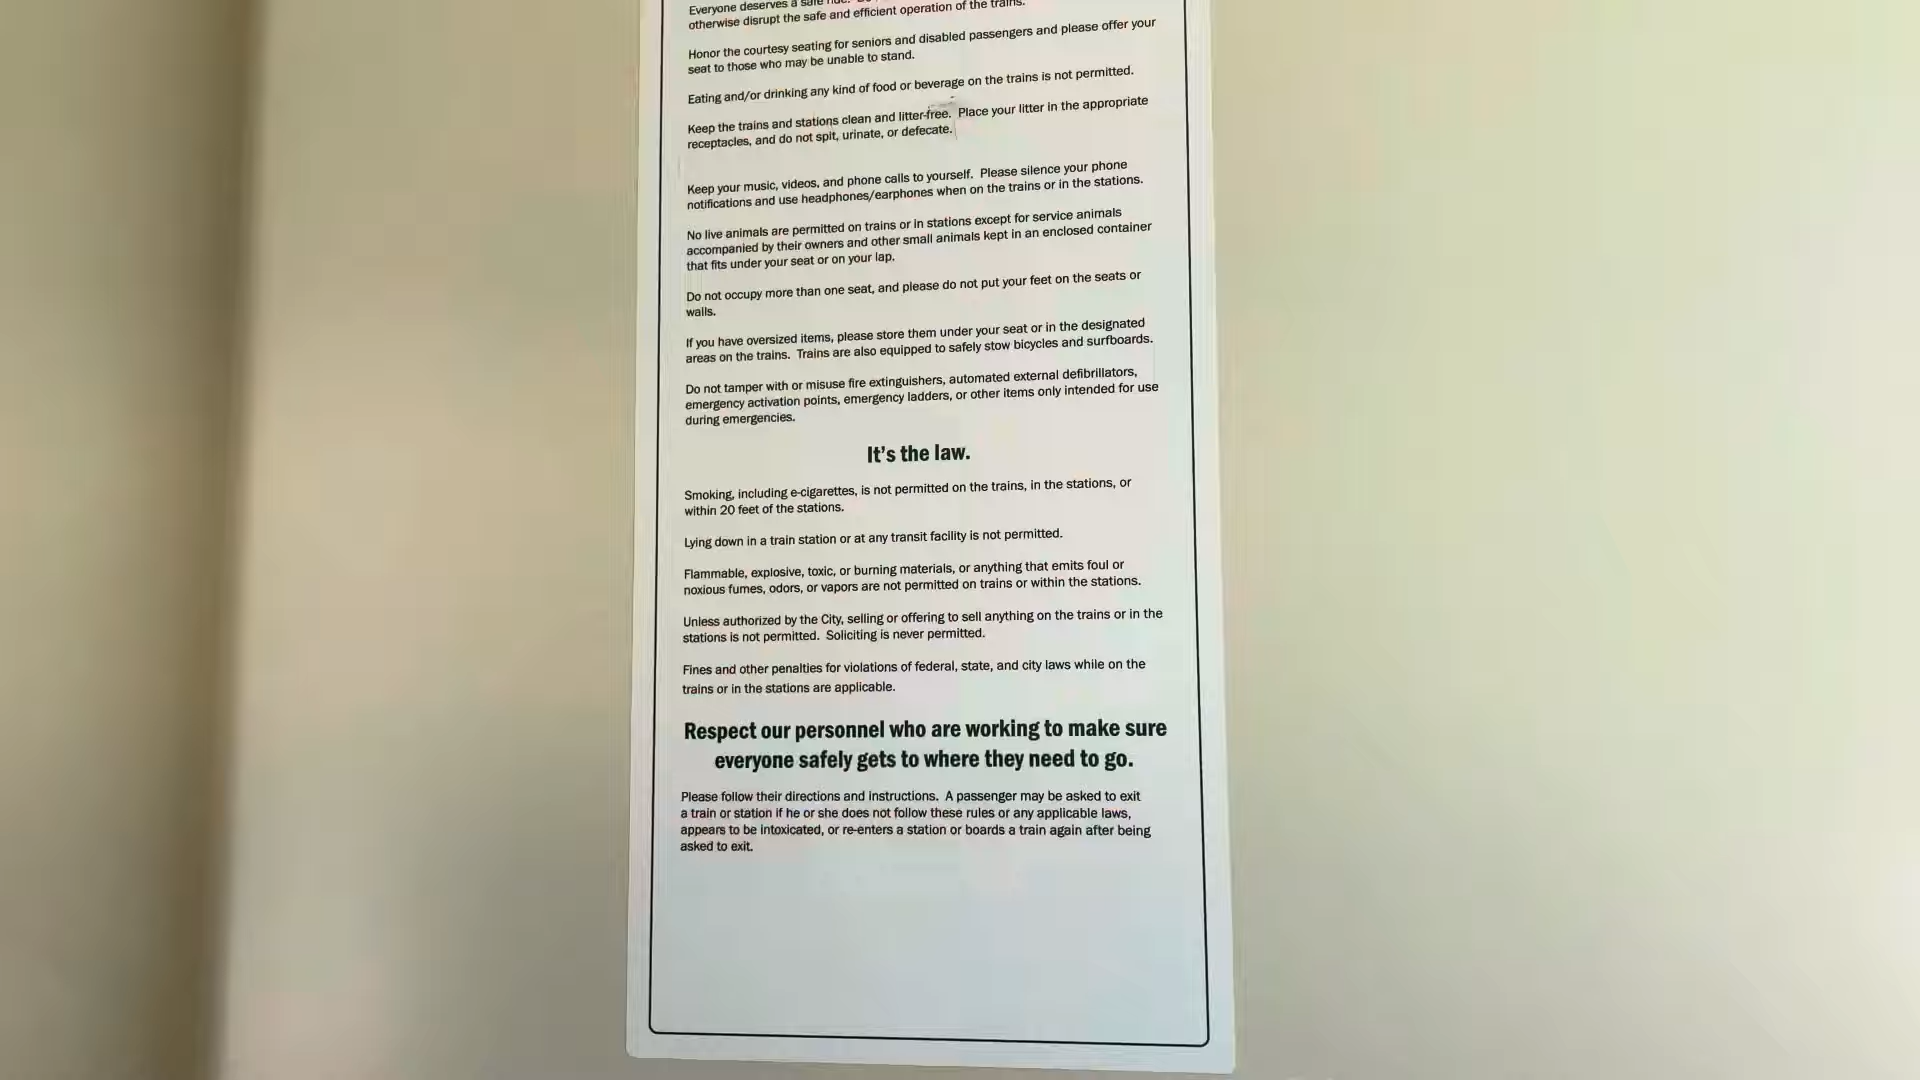 Everyone deserves a safe
otherwise disrupt the safe and efficient operation of the trains.
Honor the courtesy seating for seniors and disabled passengers and please offer your
seat to those who may be unable to stand.
Eating and/or drinking any kind of food or beverage on the trains is not permitted.
Keep the trains and stations clean and litter-free.  Place your litter in the appropriate
receptacles, and do not spit, urinate, or defecate.
Keep your music, videos, and phone calls to yourself.  Please silence your phone
notifications and use headphones/earphones when on the trains or in the stations.
No live animals are permitted on trains or in stations except for service animals
accompanied by their owners and other small animals kept in an enclosed container
that fits under your seat or on your lap.
Do not occupy more than one seat, and please do not put your feet on the seats or
walls.
If you have oversized items, please store them under your seat or in the designated
areas on the trains.  Trains are also equipped to safely stow bicycles and surfboards.
Do not tamper with or misuse fire extinguishers, automated external defibrillators,
emergency activation points, emergency ladders, or other items only intended for use
during emergencies.
It's the law.
Smoking, including e-cigarettes, is not permitted on the trains, in the stations, or
within 20 feet of the stations.
Lying down in a train station or at any transit facility is not permitted.
Flammable, explosive, toxic, or burning materials, or anything that emits foul or
noxious fumes, odors, or vapors are not permitted on trains or within the stations.
Unless authorized by the City, selling or offering to sell anything on the trains or in the
stations is not permitted.  Soliciting is never permitted.
Fines and other penalties for violations of federal, state, and city laws while on the
trains or in the stations are applicable.
Respect our personnel who are working to make sure
everyone safely gets to where they need to go.
Please follow their directions and instructions.  A passenger may be asked to exit
a train or station if he or she does not follow these rules or any applicable laws,
appears to be intoxicated, or re-enters a station or boards a train again after being
asked to exit.